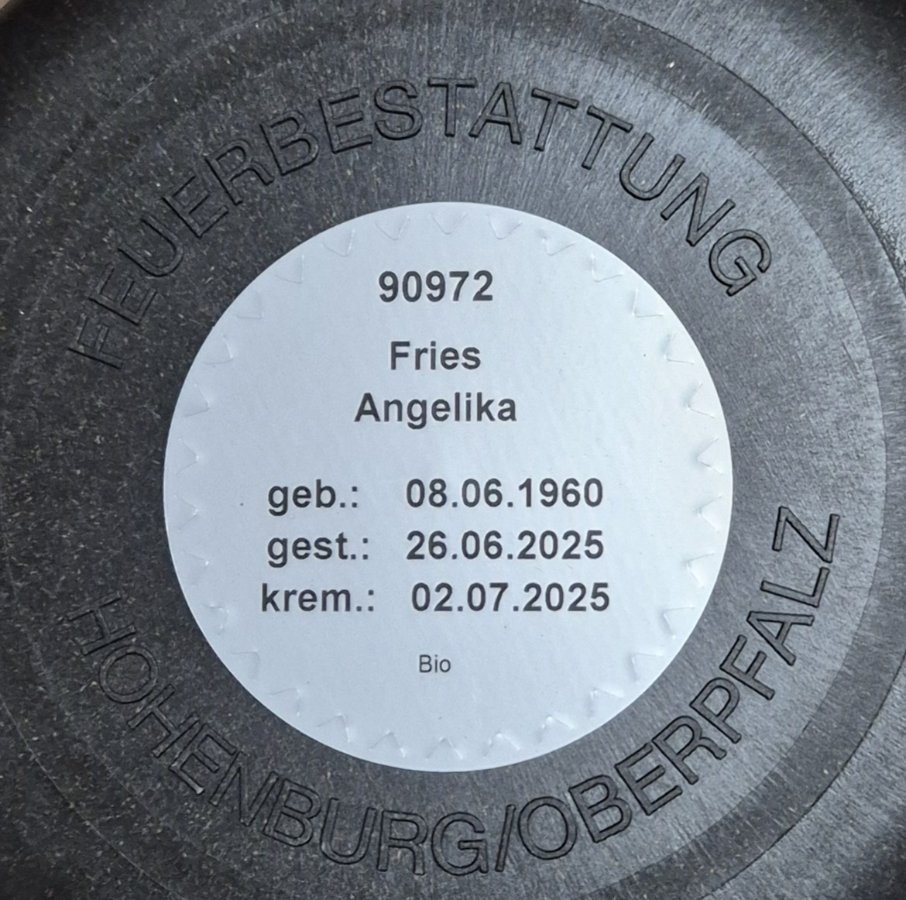 FEUERBESTATTUNG
90972
Fries
Angelika
geb.: 08.06.1960
gest.: 26.06.2025
krem.: 02.07.2025
Bio
HOHENBURG/OBERPFALZ